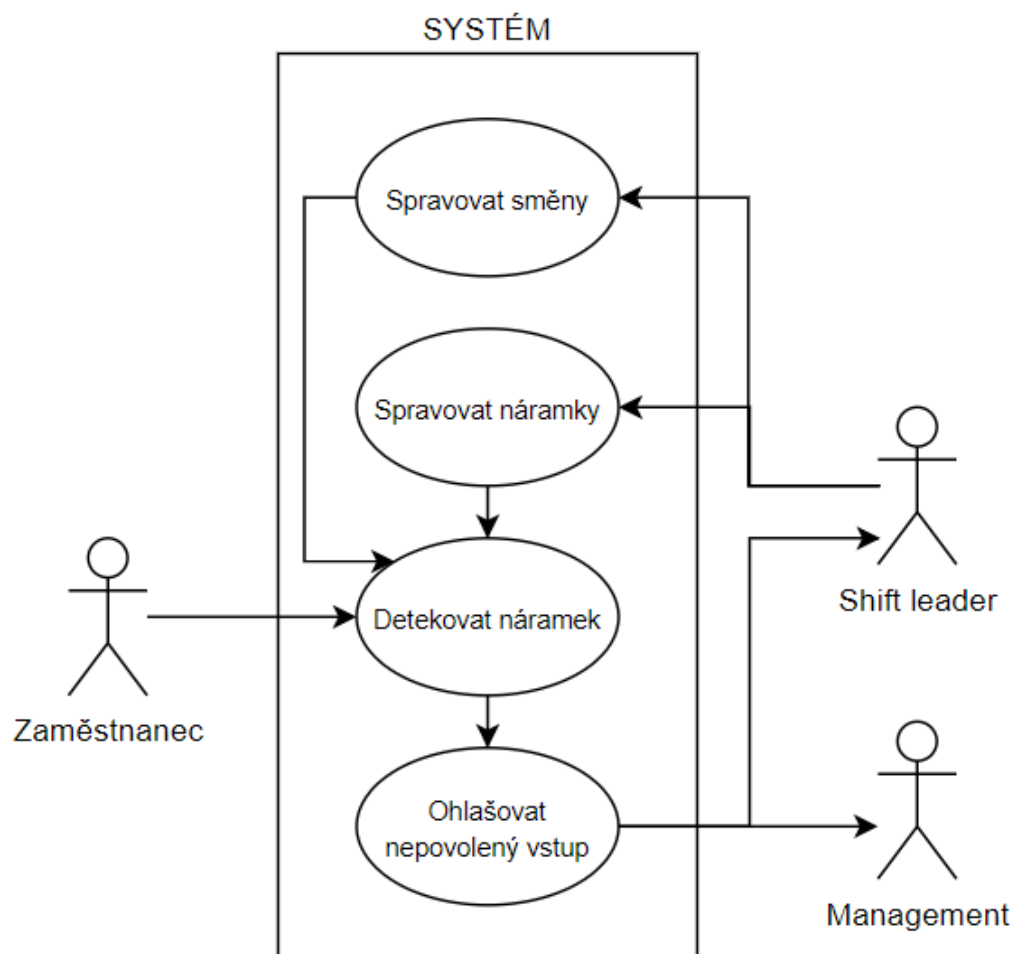 SYSTÉM
Spravovat směny
Spravovat náramky
Detekovat náramek
Zaměstnanec
Shift leader
Ohlašovat
nepovolený vstup
Management